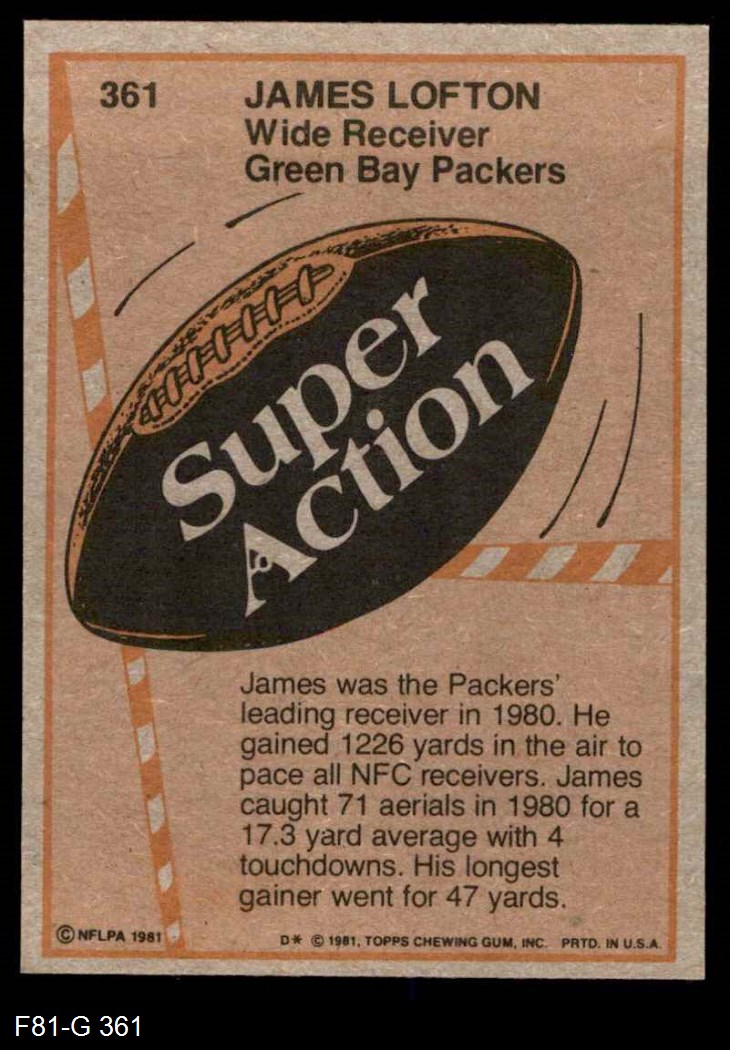 361
JAMES LOFTON
Wide Receiver
Green Bay Packers
Super
Action
James was the Packers'
leading receiver in 1980. He
gained 1226 yards in the air to
pace all NFC receivers. James
caught 71 aerials in 1980 for a
17.3 yard average with 4
touchdowns. His longest
gainer went for 47 yards.
© NFLPA 1981
D* © 1981, TOPPS CHEWING GUM, INC. PRTD. IN U.S.A.
F81-G 361